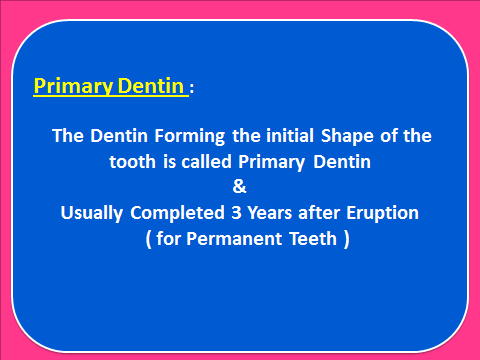 Primary Dentin :
The Dentin Forming the initial Shape of the
tooth is called Primary Dentin
&
Usually Completed 3 Years after Eruption
( for Permanent Teeth )